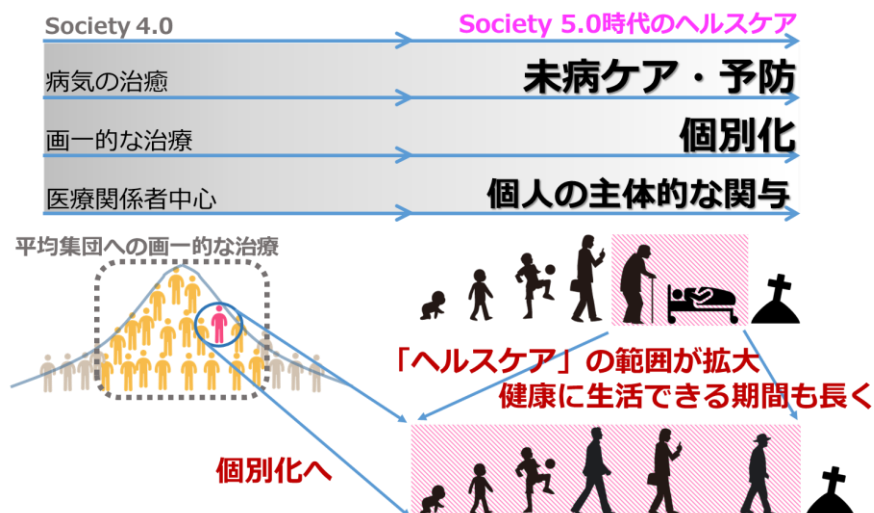 Society 4.0
Society 5.0時代のヘルスケア
病気の治癒
未病ケア・予防
画一的な治療
個別化
医療関係者中心
個人の主体的な関与
平均集団への画一的な治療
「ヘルスケア」の範囲が拡大
健康に生活できる期間も長く
個別化へ